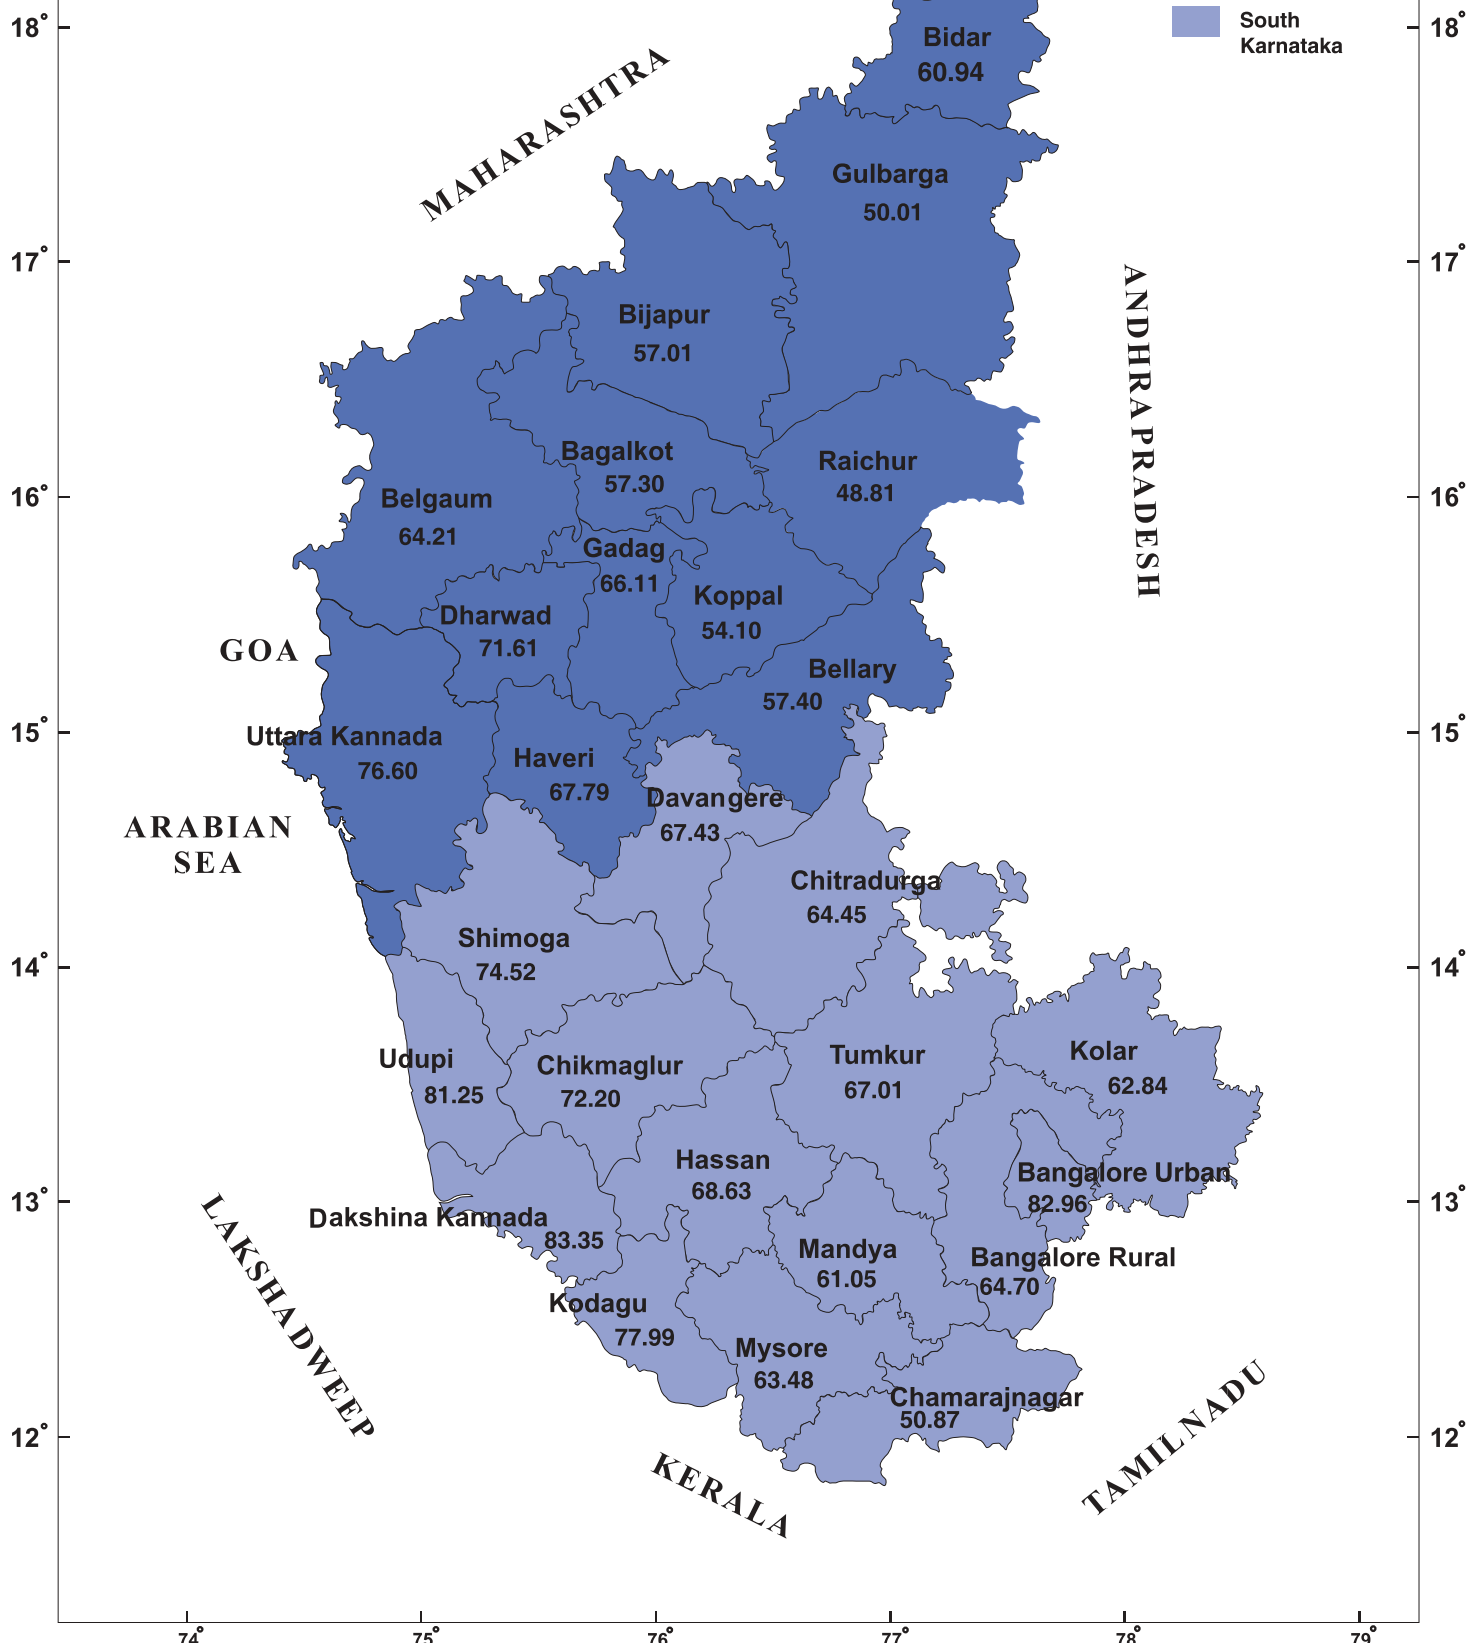 18°
18°
South
Karnataka
Bidar
60.94
MAHARASHTRA
Gulbarga
50.01
17°
17°
ANDHRA PRADESH
Bijapur
57.01
Bagalkot
57.30
Raichur
48.81
16°
16°
Belgaum
64.21
Gadag
66.11
Koppal
54.10
Dharwad
71.61
GOA
Bellary
57.40
15°
15°
Uttara Kannada
76.60
Haveri
67.79
Davangere
67.43
ARABIAN
SEA
Chitradurga
64.45
Shimoga
74.52
14°
14°
Udupi
81.25
Chikmaglur
72.20
Tumkur
67.01
Kolar
62.84
Hassan
68.63
Bangalore Urban
82.96
13°
13°
Dakshina Kannada
83.35
Mandya
61.05
Bangalore Rural
64.70
LAKSHADWEEP
Kodagu
77.99
Mysore
63.48
Chamarajnagar
50.87
12°
12°
KERALA
TAMIL NADU
74°
75°
76°
77°
78°
79°